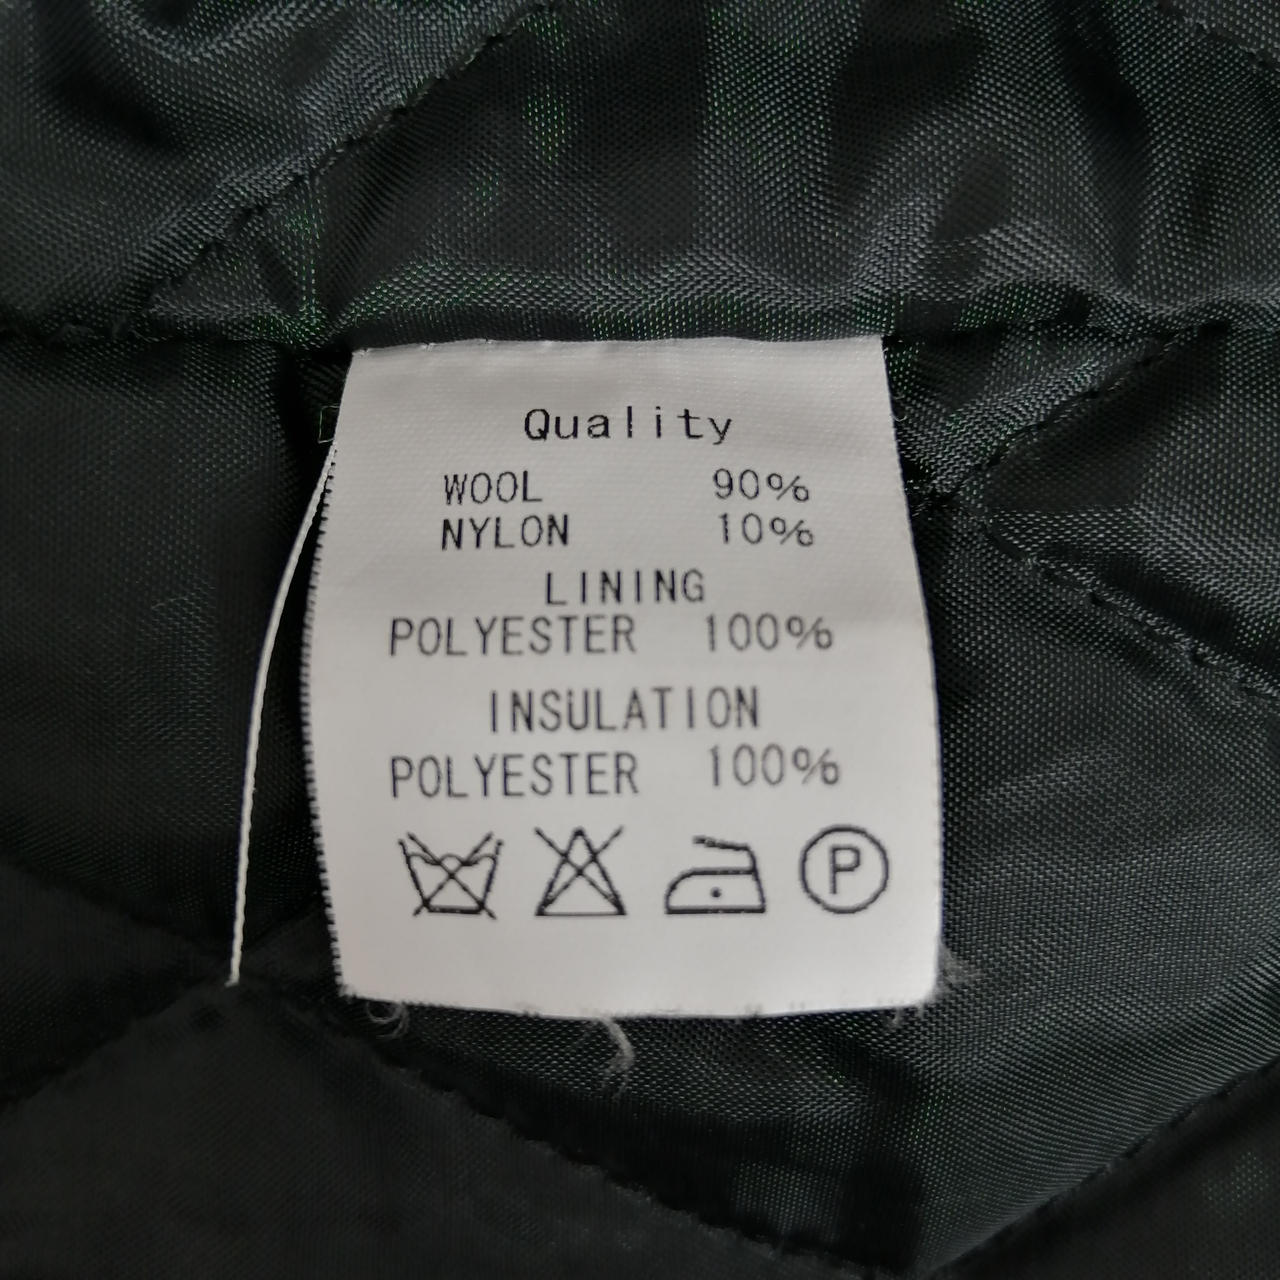 Quality
WOOL 90%
NYLON 10%
LINING
POLYESTER 100%
INSULATION
POLYESTER 100%
P